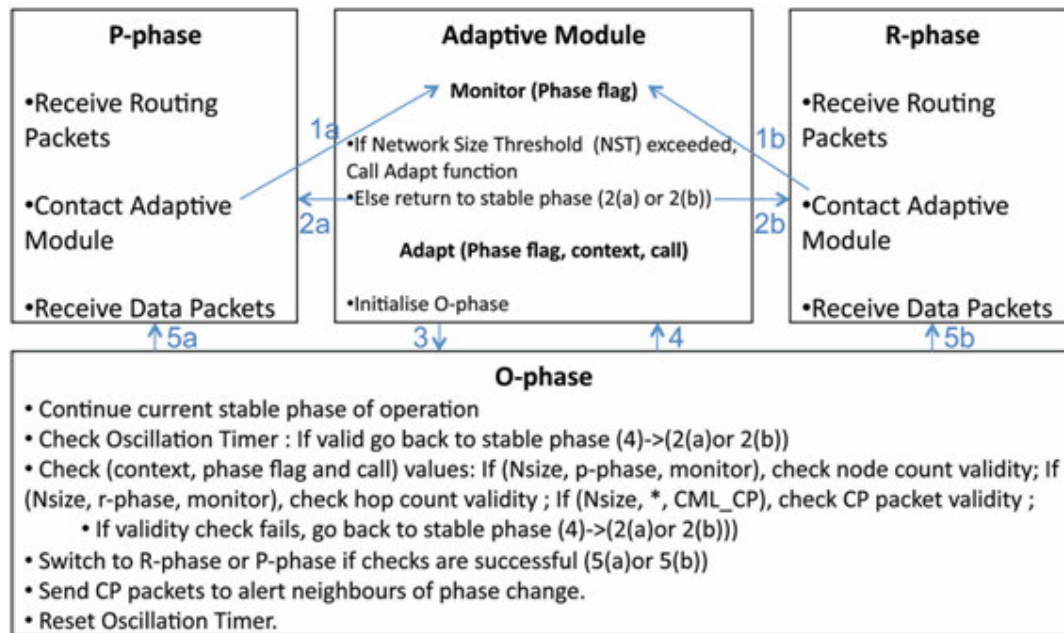 P-phase
•Receive Routing
Packets
•Contact Adaptive
Module
•Receive Data Packets
Adaptive Module
Monitor (Phase flag)
•If Network Size Threshold (NST) exceeded,
Call Adapt function
•Else return to stable phase (2(a) or 2(b))
Adapt (Phase flag, context, call)
•Initialise O-phase
R-phase
•Receive Routing
Packets
•Contact Adaptive
Module
•Receive Data Packets
1a
1b
2a
2b
5a
3
4
5b
O-phase
• Continue current stable phase of operation
• Check Oscillation Timer : If valid go back to stable phase (4)->(2(a)or 2(b))
• Check (context, phase flag and call) values: If (Nsize, p-phase, monitor), check node count validity; If
(Nsize, r-phase, monitor), check hop count validity ; If (Nsize, *, CML_CP), check CP packet validity ;
• If validity check fails, go back to stable phase (4)->(2(a)or 2(b)))
• Switch to R-phase or P-phase if checks are successful (5(a)or 5(b))
• Send CP packets to alert neighbours of phase change.
• Reset Oscillation Timer.